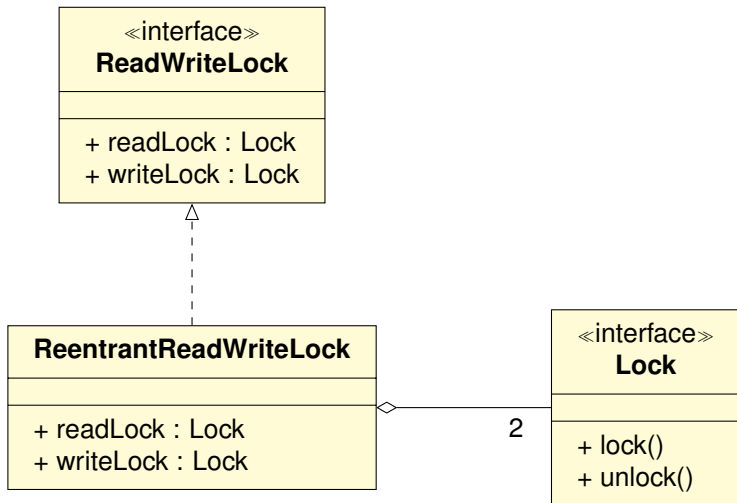 ≪interface≫
ReadWriteLock
+ readLock : Lock
+ writeLock : Lock
ReentrantReadWriteLock
+ readLock : Lock
+ writeLock : Lock
2
≪interface≫
Lock
+ lock()
+ unlock()